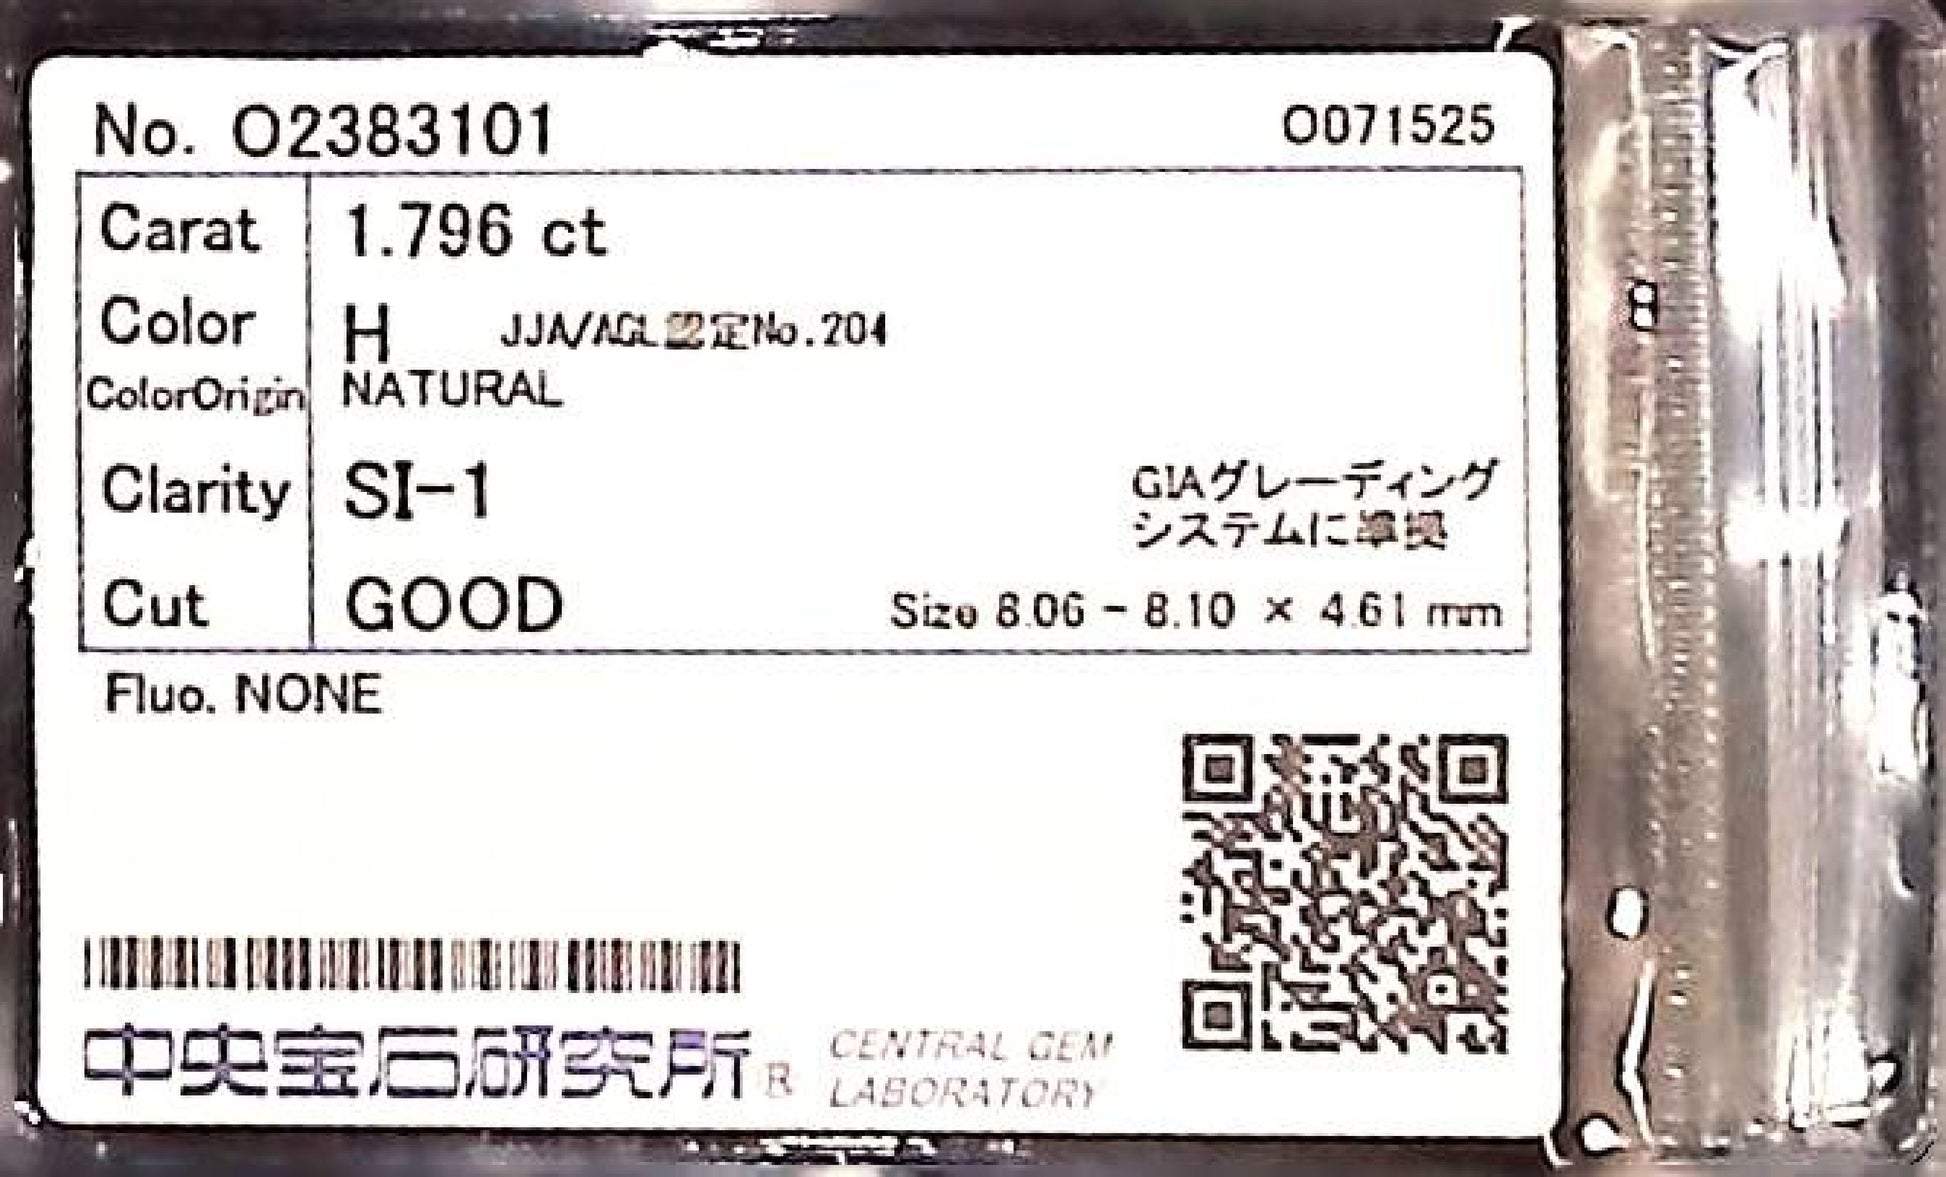 No. O2383101 O071525
Carat 1.796 ct
Color H JJA/AGL認定No.204
ColorOrigin NATURAL
Clarity SI-1 GIAグレーディング
システムに準拠
Cut GOOD Size 8.06 - 8.10 × 4.61 mm
Fluo. NONE
中央宝石研究所 R CENTRAL GEM
LABORATORY